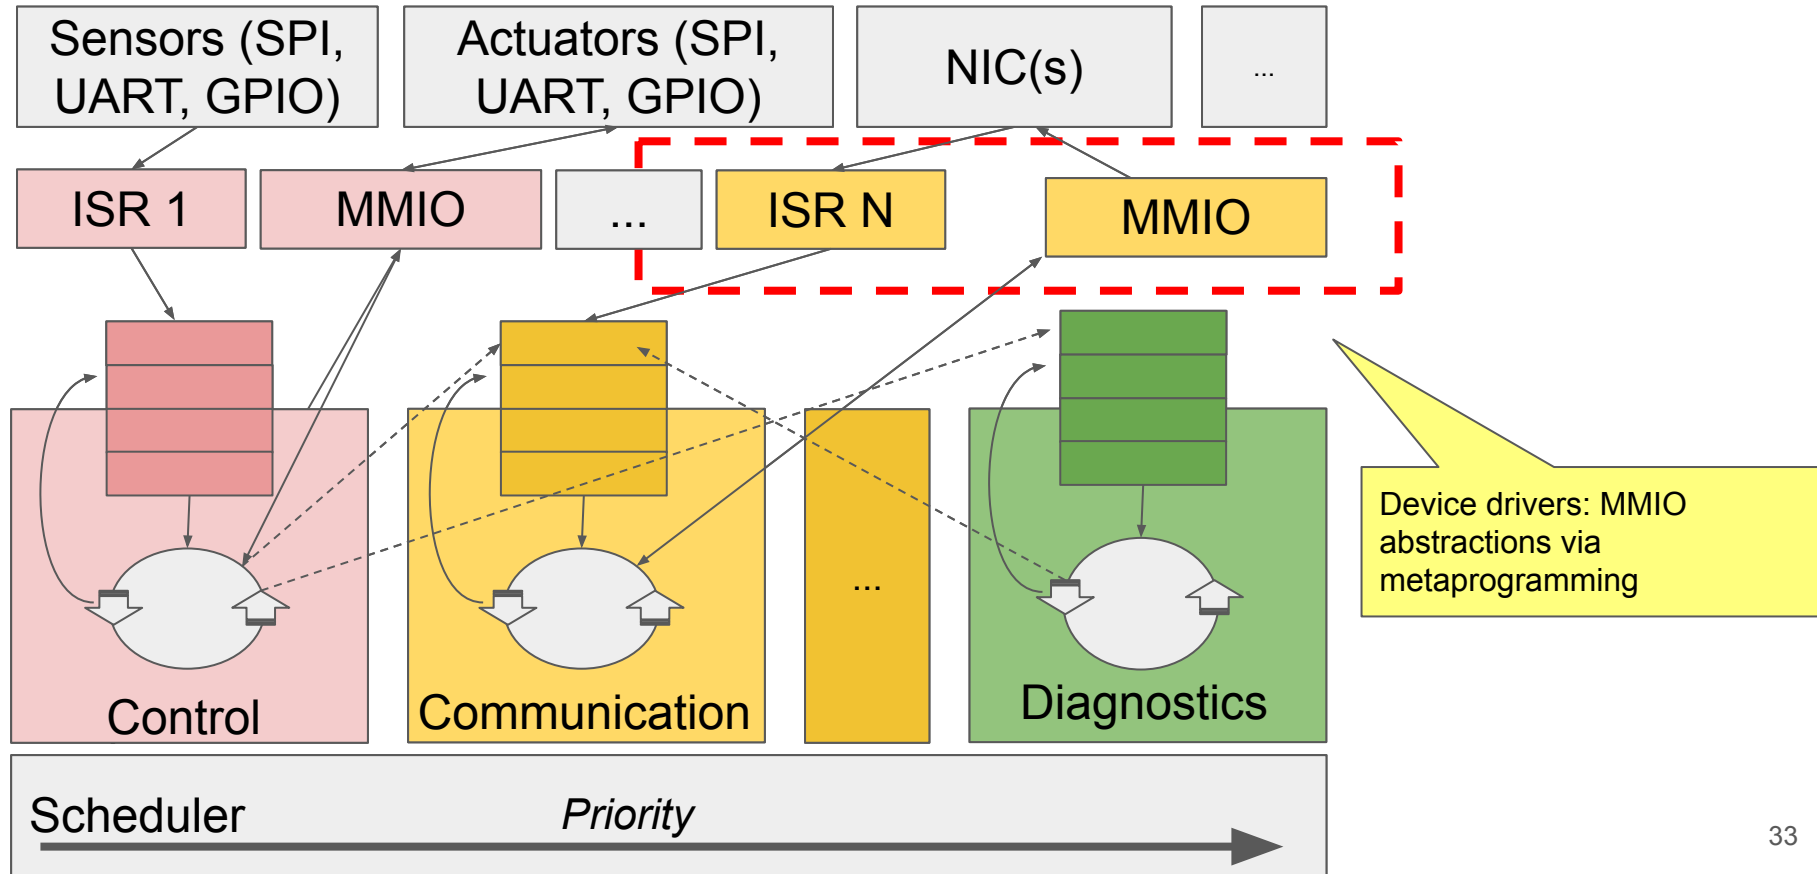 Sensors (SPI,
UART, GPIO)
Actuators (SPI,
UART, GPIO)
NIC(s)
...
ISR 1
MMIO
...
ISR N
MMIO
Device drivers: MMIO
abstractions via
metaprogramming
...
Control
Communication
Diagnostics
Scheduler
Priority
33